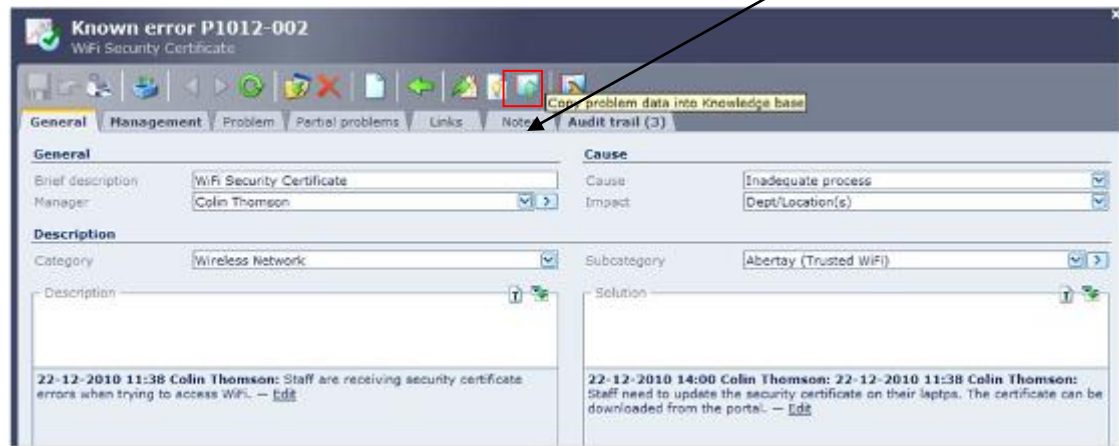 Known error P1012-002
WiFi Security Certificate
Copy problem data into Knowledge base
General Management Problem Partial problems Links Note Audit trail (3)
General Cause
Brief description WiFi Security Certificate Cause Inadequate process
Manager Colin Thomson Impact Dept/Location(s)
Description
Category Wireless Network Subcategory Abertay (Trusted WiFi)
Description Solution
22-12-2010 11:38 Colin Thomson: Staff are receiving security certificate
errors when trying to access WiFi. — Edit
22-12-2010 14:00 Colin Thomson: 22-12-2010 11:38 Colin Thomson:
Staff need to update the security certificate on their laptps. The certificate can be
downloaded from the portal. — Edit